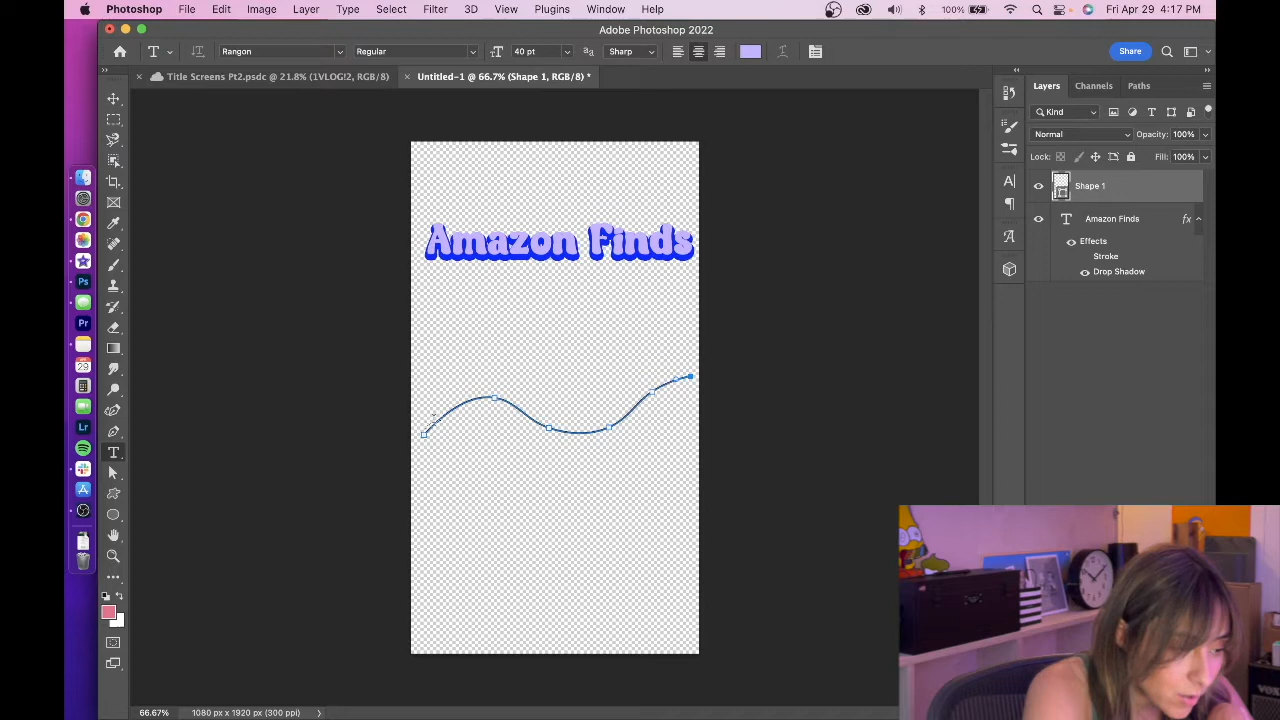 Photoshop File Edit Image Layer Type Select Filter 3D View Plugins Window Help 100% Fri Apr 29 4:17 PM
Adobe Photoshop 2022
T Rangon Regular 40 pt Sharp Share
Title Screens Pt2.psdc @ 21.8% (1VLOG!2, RGB/8) Untitled-1 @ 66.7% (Shape 1, RGB/8) *
Layers Channels Paths
Kind
Normal Opacity: 100%
Lock: Fill: 100%
Shape 1
Amazon Finds fx
Effects
Stroke
Drop Shadow
Amazon Finds
66.67% 1080 px x 1920 px (300 ppi)